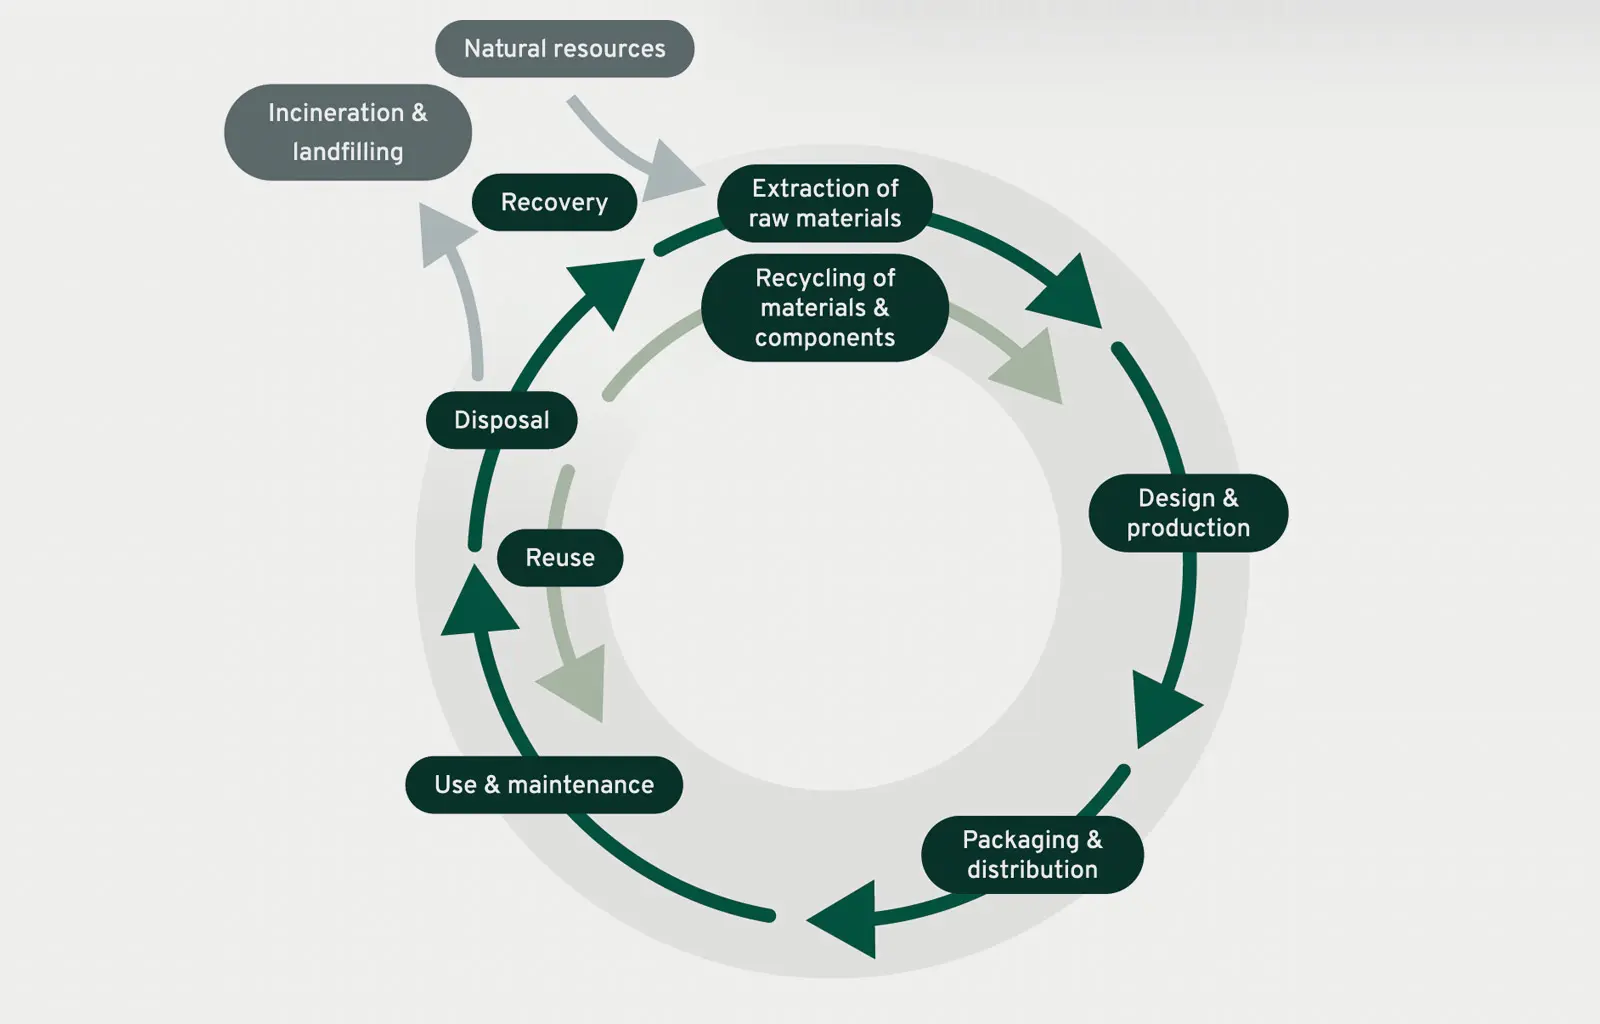 Natural resources
Incineration &
landfilling
Recovery
Extraction of
raw materials
Recycling of
materials &
components
Disposal
Design &
production
Reuse
Use & maintenance
Packaging &
distribution